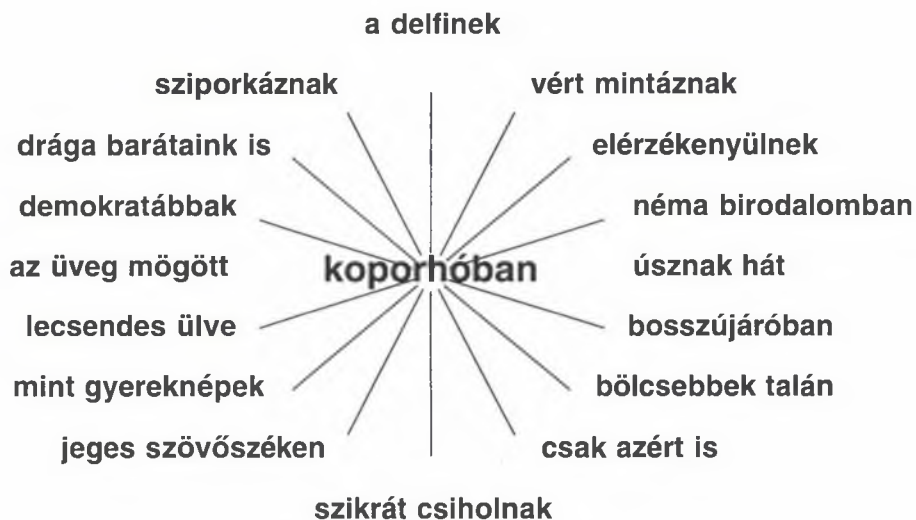 a delfinek
sziporkáznak vért mintáznak
drága barátaink is elérzékenyülnek
demokratábbak néma birodalomban
az üveg mögött koporhóban úsznak hát
lecsendes ülve bosszújáróban
mint gyereknépek bölcsebbek talán
jeges szövőszéken csak azért is
szikrát csiholnak